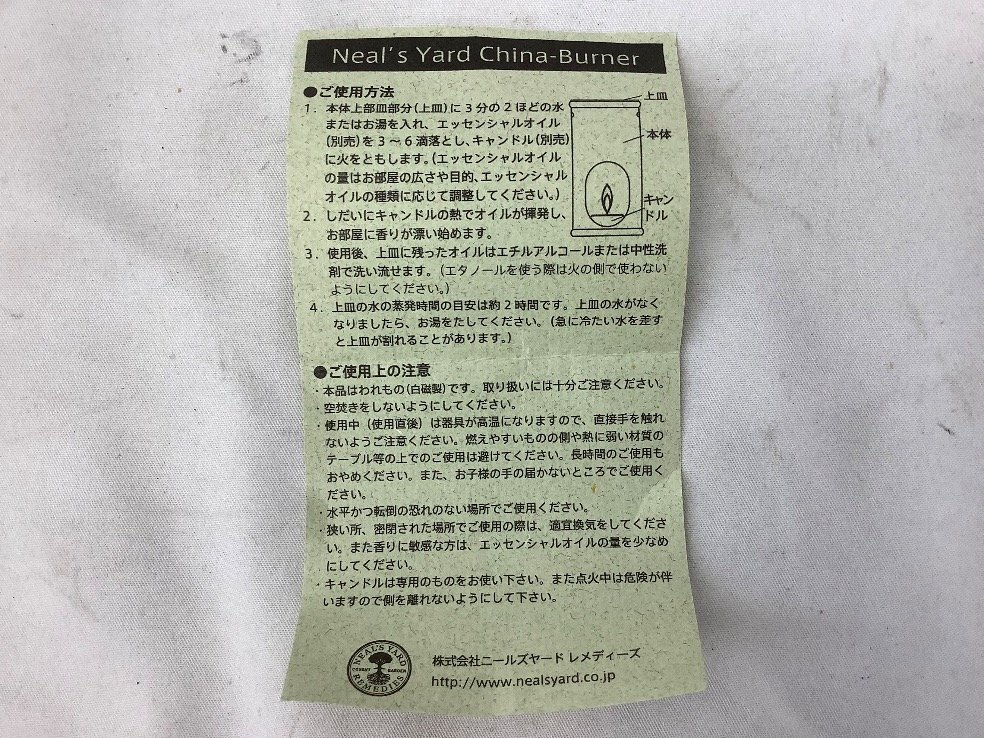 Neal's Yard China-Burner
●ご使用方法
1. 本体上部皿部分(上皿)に3分の2ほどの水
またはお湯を入れ、エッセンシャルオイル
(別売)を3〜6滴落とし、キャンドル(別売)
に火をともします。(エッセンシャルオイル
の量はお部屋の広さや目的、エッセンシャル
オイルの種類に応じて調整してください。)
上皿
本体
キャン
ドル
2. しだいにキャンドルの熱でオイルが揮発し、
お部屋に香りが漂い始めます。
3. 使用後、上皿に残ったオイルはエチルアルコールまたは中性洗
剤で洗い流せます。(エタノールを使う際は火の側で使わない
ようにしてください。)
4. 上皿の水の蒸発時間の目安は約2時間です。上皿の水がなく
なりましたら、お湯をたしてください。(急に冷たい水を差す
と上皿が割れることがあります。)
●ご使用上の注意
・本品はわれもの(白磁製)です。取り扱いには十分ご注意ください。
・空焚きをしないようにしてください。
・使用中(使用直後)は器具が高温になりますので、直接手を触れ
ないようご注意ください。燃えやすいものの側や熱に弱い材質の
テーブル等の上でのご使用は避けてください。長時間のご使用も
おやめください。また、お子様の手の届かないところでご使用く
ださい。
・水平かつ転倒の恐れのない場所でご使用ください。
・狭い所、密閉された場所でご使用の際は、適宜換気をしてくださ
い。また香りに敏感な方は、エッセンシャルオイルの量を少なめ
にしてください。
・キャンドルは専用のものをお使い下さい。また点火中は危険が伴
いますので側を離れないようにして下さい。
NEAL'S YARD
COVENT GARDEN
REMEDIES
株式会社ニールズヤード レメディーズ
http://www.nealsyard.co.jp